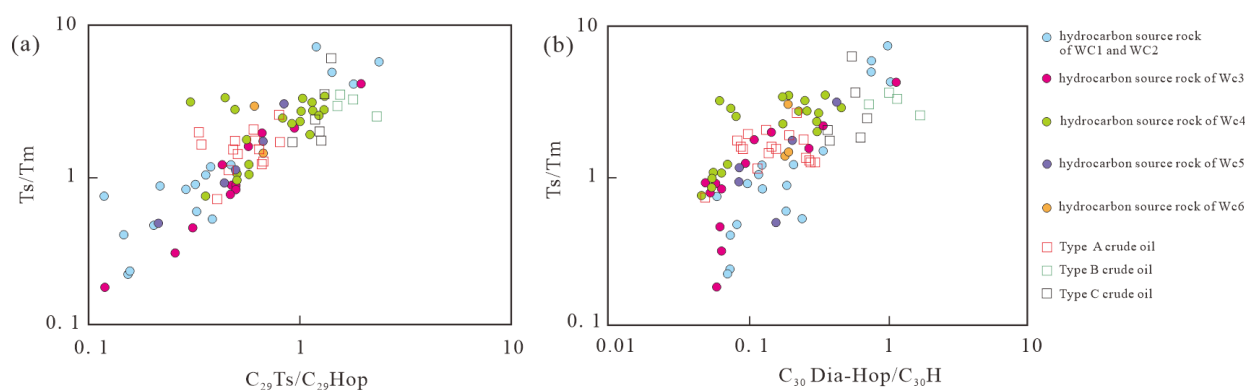 (a)
10
1
0.1
Ts/Tm
0.1
1
10
C₂₉Ts/C₂₉Hop
(b)
10
1
0.1
Ts/Tm
0.01
0.1
1
10
C₃₀ Dia-Hop/C₃₀H
hydrocarbon source rock
of WC1 and WC2
hydrocarbon source rock of Wc3
hydrocarbon source rock of Wc4
hydrocarbon source rock of Wc5
hydrocarbon source rock of Wc6
Type A crude oil
Type B crude oil
Type C crude oil